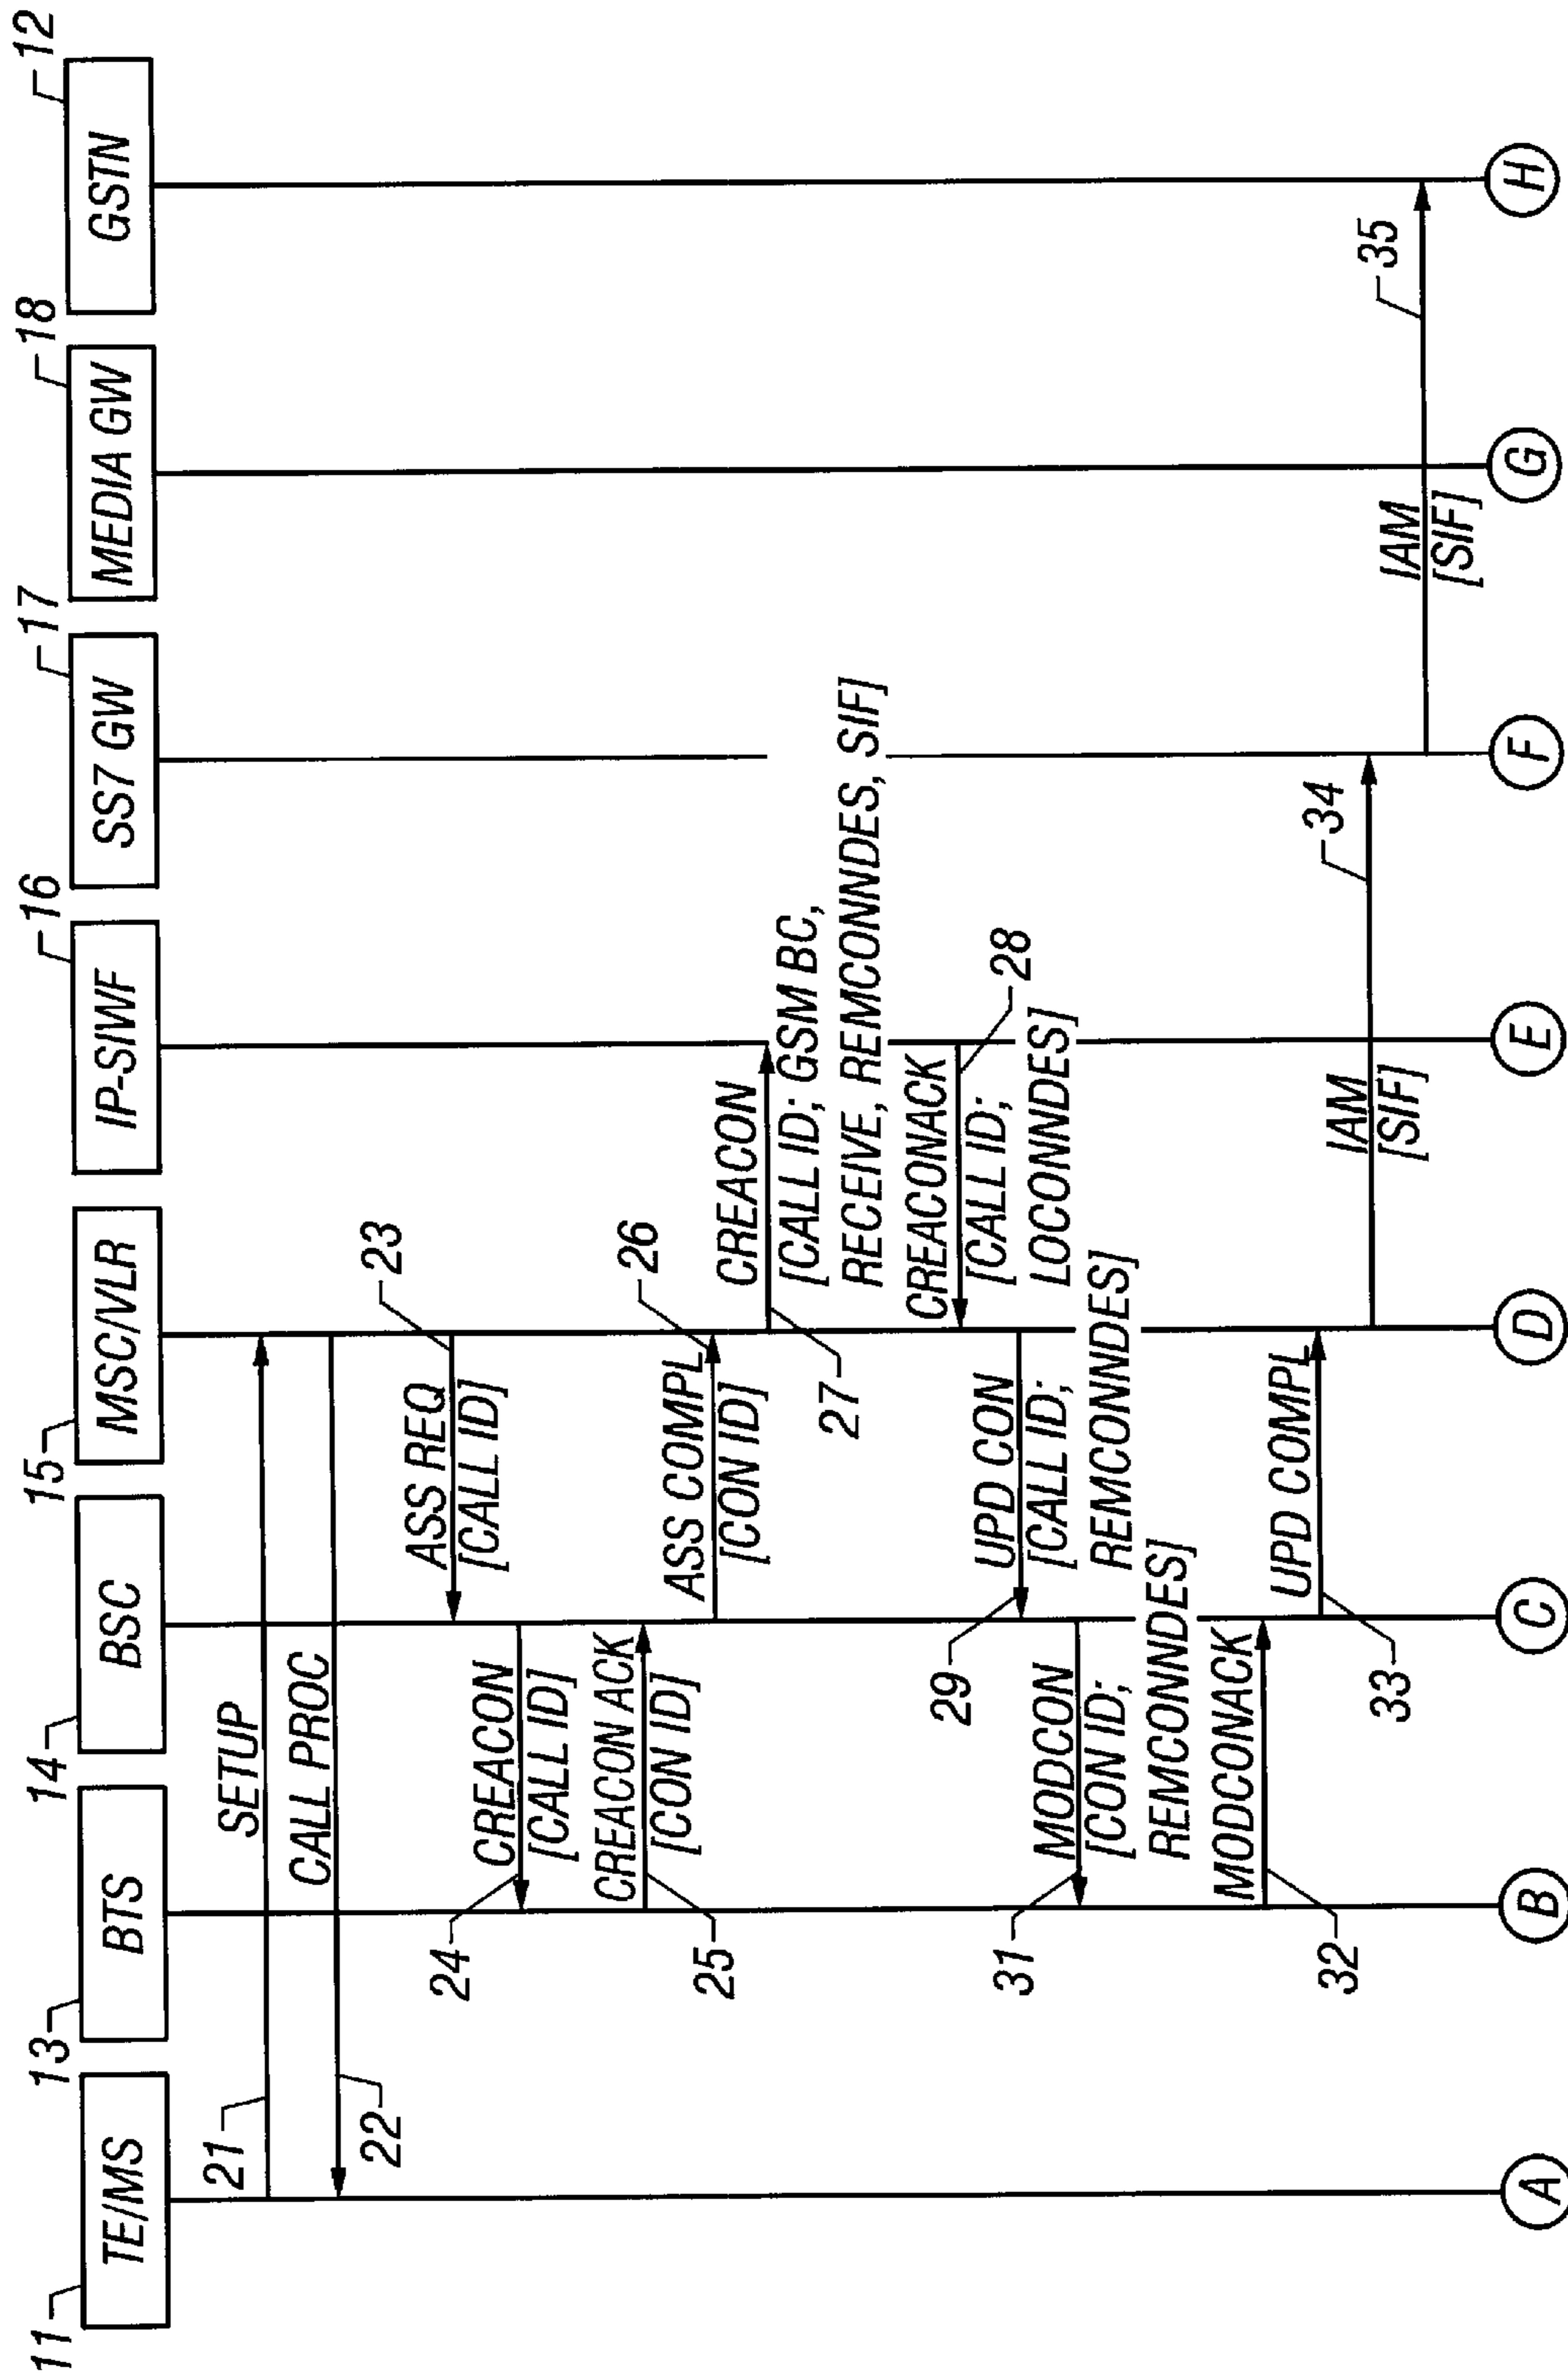 11
TE/MS
13
BTS
14
BSC
15
MSC/VLR
16
IP-SIWF
17
SS7 GW
18
MEDIA GW
12
GSTN
21
SETUP
22
CALL PROC
23
ASS REQ
[CALL ID]
24
CREACON
[CALL ID]
25
CREACON ACK
[CON ID]
26
ASS COMPL
[CON ID]
27
CREACON
[CALL ID; GSM BC,
RECEIVE, REMCONNDES, SIF]
28
CREACONACK
[CALL ID;
LOCONNDES]
29
UPD CON
[CALL ID;
REMCONNDES]
31
MODCON
[CON ID;
REMCONNDES]
32
MODCONACK
33
UPD COMPL
34
IAM
[SIF]
35
IAM
[SIF]
A
B
C
D
E
F
G
H